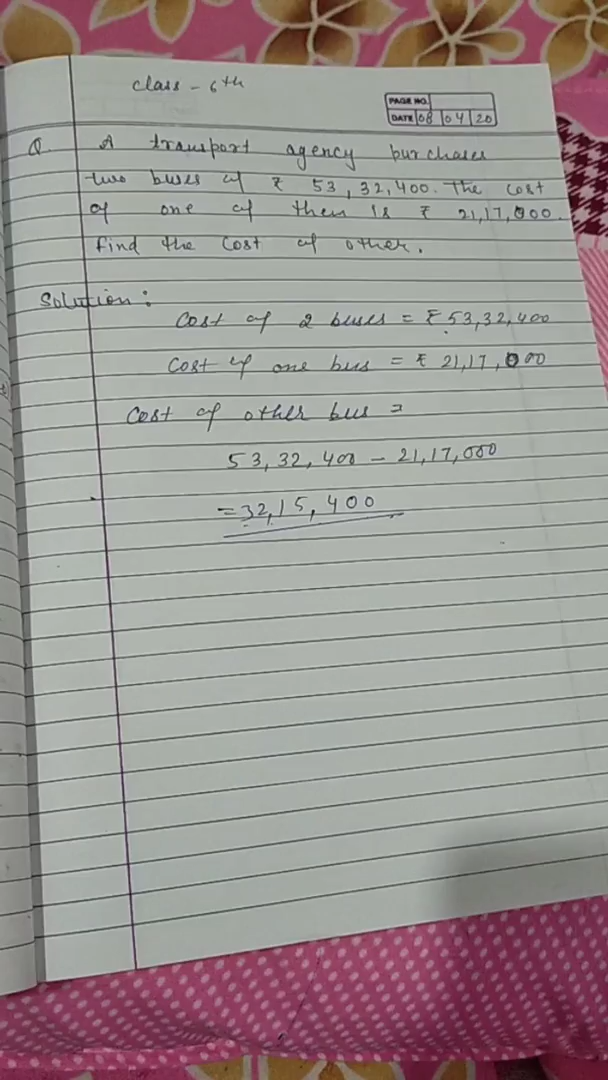 class - 6th
PAGE NO.
DATE 08 04 20
Q. A transport agency purchases
two buses of ₹ 53,32,400. The cost
of one of them is ₹ 21,17,000.
find the cost of other.
Solution:
Cost of 2 buses = ₹ 53,32,400
Cost of one bus = ₹ 21,17,000
Cost of other bus =
53,32,400 - 21,17,000
= 32,15,400